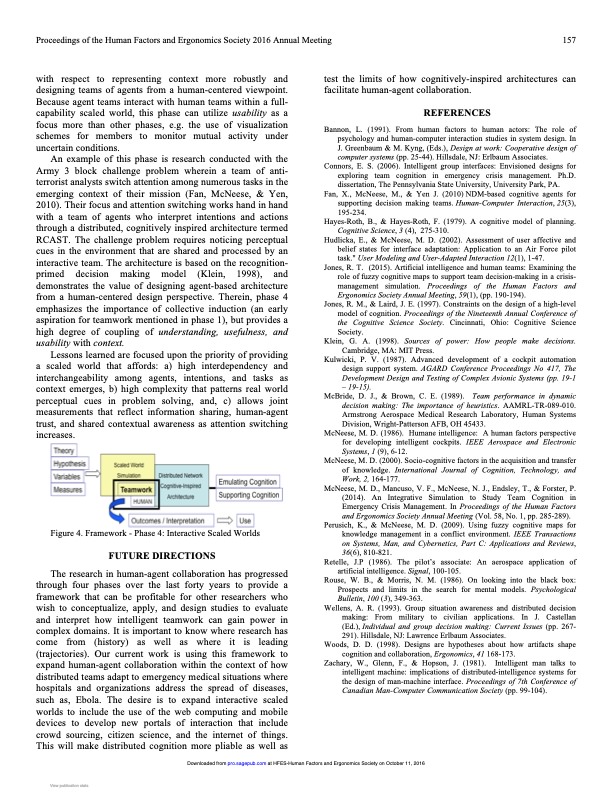 Proceedings of the Human Factors and Ergonomics Society 2016 Annual Meeting
157
with respect to representing context more robustly and
designing teams of agents from a human-centered viewpoint.
Because agent teams interact with human teams within a full-
capability scaled world, this phase can utilize usability as a
focus more than other phases, e.g. the use of visualization
schemes for members to monitor mutual activity under
uncertain conditions.
An example of this phase is research conducted with the
Army 3 block challenge problem wherein a team of anti-
terrorist analysts switch attention among numerous tasks in the
emerging context of their mission (Fan, McNeese, & Yen,
2010). Their focus and attention switching works hand in hand
with a team of agents who interpret intentions and actions
through a distributed, cognitively inspired architecture termed
RCAST. The challenge problem requires noticing perceptual
cues in the environment that are shared and processed by an
interactive team. The architecture is based on the recognition-
primed decision making model (Klein, 1998), and
demonstrates the value of designing agent-based architecture
from a human-centered design perspective. Therein, phase 4
emphasizes the importance of collective induction (an early
aspiration for teamwork mentioned in phase 1), but provides a
high degree of coupling of understanding, usefulness, and
usability with context.
Lessons learned are focused upon the priority of providing
a scaled world that affords: a) high interdependency and
interchangeability among agents, intentions, and tasks as
context emerges, b) high complexity that patterns real world
perceptual cues in problem solving, and, c) allows joint
measurements that reflect information sharing, human-agent
trust, and shared contextual awareness as attention switching
increases.
Theory
Hypothesis
Variables
Measures
Scaled World
Simulation
Teamwork
HUMAN
Distributed Network
Cognitive-Inspired
Architecture
Emulating Cognition
Supporting Cognition
Outcomes / Interpretation
Use
Figure 4. Framework - Phase 4: Interactive Scaled Worlds
FUTURE DIRECTIONS
The research in human-agent collaboration has progressed
through four phases over the last forty years to provide a
framework that can be profitable for other researchers who
wish to conceptualize, apply, and design studies to evaluate
and interpret how intelligent teamwork can gain power in
complex domains. It is important to know where research has
come from (history) as well as where it is leading
(trajectories). Our current work is using this framework to
expand human-agent collaboration within the context of how
distributed teams adapt to emergency medical situations where
hospitals and organizations address the spread of diseases,
such as, Ebola. The desire is to expand interactive scaled
worlds to include the use of the web computing and mobile
devices to develop new portals of interaction that include
crowd sourcing, citizen science, and the internet of things.
This will make distributed cognition more pliable as well as
test the limits of how cognitively-inspired architectures can
facilitate human-agent collaboration.
REFERENCES
Bannon, L. (1991). From human factors to human actors: The role of
psychology and human-computer interaction studies in system design. In
J. Greenbaum & M. Kyng, (Eds.), Design at work: Cooperative design of
computer systems (pp. 25-44). Hillsdale, NJ: Erlbaum Associates.
Connors, E. S. (2006). Intelligent group interfaces: Envisioned designs for
exploring team cognition in emergency crisis management. Ph.D.
dissertation, The Pennsylvania State University, University Park, PA.
Fan, X., McNeese, M., & Yen J. (2010) NDM-based cognitive agents for
supporting decision making teams. Human-Computer Interaction, 25(3),
195-234.
Hayes-Roth, B., & Hayes-Roth, F. (1979). A cognitive model of planning.
Cognitive Science, 3 (4), 275-310.
Hudlicka, E., & McNeese, M. D. (2002). Assessment of user affective and
belief states for interface adaptation: Application to an Air Force pilot
task." User Modeling and User-Adapted Interaction 12(1), 1-47.
Jones, R. T. (2015). Artificial intelligence and human teams: Examining the
role of fuzzy cognitive maps to support team decision-making in a crisis-
management simulation. Proceedings of the Human Factors and
Ergonomics Society Annual Meeting, 59(1), (pp. 190-194).
Jones, R. M., & Laird, J. E. (1997). Constraints on the design of a high-level
model of cognition. Proceedings of the Nineteenth Annual Conference of
the Cognitive Science Society. Cincinnati, Ohio: Cognitive Science
Society.
Klein, G. A. (1998). Sources of power: How people make decisions.
Cambridge, MA: MIT Press.
Kulwicki, P. V. (1987). Advanced development of a cockpit automation
design support system. AGARD Conference Proceedings No 417, The
Development Design and Testing of Complex Avionic Systems (pp. 19-1
– 19-15).
McBride, D. J., & Brown, C. E. (1989). Team performance in dynamic
decision making: The importance of heuristics. AAMRL-TR-089-010.
Armstrong Aerospace Medical Research Laboratory, Human Systems
Division, Wright-Patterson AFB, OH 45433.
McNeese, M. D. (1986). Humane intelligence: A human factors perspective
for developing intelligent cockpits. IEEE Aerospace and Electronic
Systems, 1 (9), 6-12.
McNeese, M. D. (2000). Socio-cognitive factors in the acquisition and transfer
of knowledge. International Journal of Cognition, Technology, and
Work, 2, 164-177.
McNeese, M. D., Mancuso, V. F., McNeese, N. J., Endsley, T., & Forster, P.
(2014). An Integrative Simulation to Study Team Cognition in
Emergency Crisis Management. In Proceedings of the Human Factors
and Ergonomics Society Annual Meeting (Vol. 58, No. 1, pp. 285-289).
Perusich, K., & McNeese, M. D. (2009). Using fuzzy cognitive maps for
knowledge management in a conflict environment. IEEE Transactions
on Systems, Man, and Cybernetics, Part C: Applications and Reviews,
36(6), 810-821.
Retelle, J.P (1986). The pilot's associate: An aerospace application of
artificial intelligence. Signal, 100-105.
Rouse, W. B., & Morris, N. M. (1986). On looking into the black box:
Prospects and limits in the search for mental models. Psychological
Bulletin, 100 (3), 349-363.
Wellens, A. R. (1993). Group situation awareness and distributed decision
making: From military to civilian applications. In J. Castellan
(Ed.), Individual and group decision making: Current Issues (pp. 267-
291). Hillsdale, NJ: Lawrence Erlbaum Associates.
Woods, D. D. (1998). Designs are hypotheses about how artifacts shape
cognition and collaboration, Ergonomics, 41 168-173.
Zachary, W., Glenn, F., & Hopson, J. (1981). Intelligent man talks to
intelligent machine: implications of distributed-intelligence systems for
the design of man-machine interface. Proceedings of 7th Conference of
Canadian Man-Computer Communication Society (pp. 99-104).
Downloaded from pro.sagepub.com at HFES-Human Factors and Ergonomics Society on October 11, 2016
View publication stats